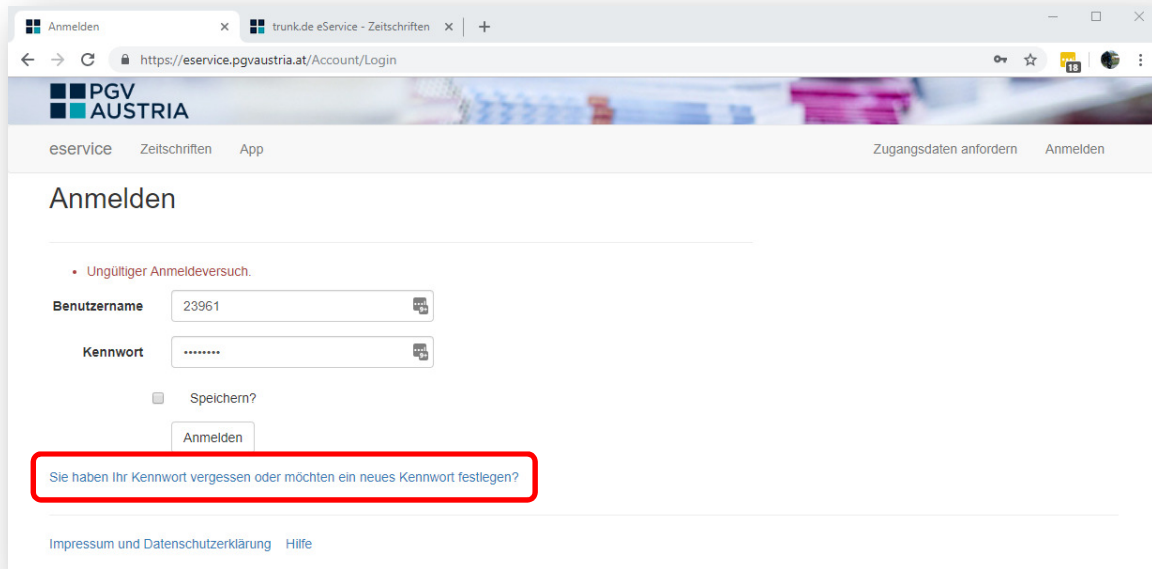 Anmelden
trunk.de eService - Zeitschriften
https://eservice.pgvaustria.at/Account/Login
18
PGV
AUSTRIA
eservice Zeitschriften App Zugangsdaten anfordern Anmelden
Anmelden
Ungültiger Anmeldeversuch.
Benutzername 23961
Kennwort ••••••••
Speichern?
Anmelden
Sie haben Ihr Kennwort vergessen oder möchten ein neues Kennwort festlegen?
Impressum und Datenschutzerklärung Hilfe